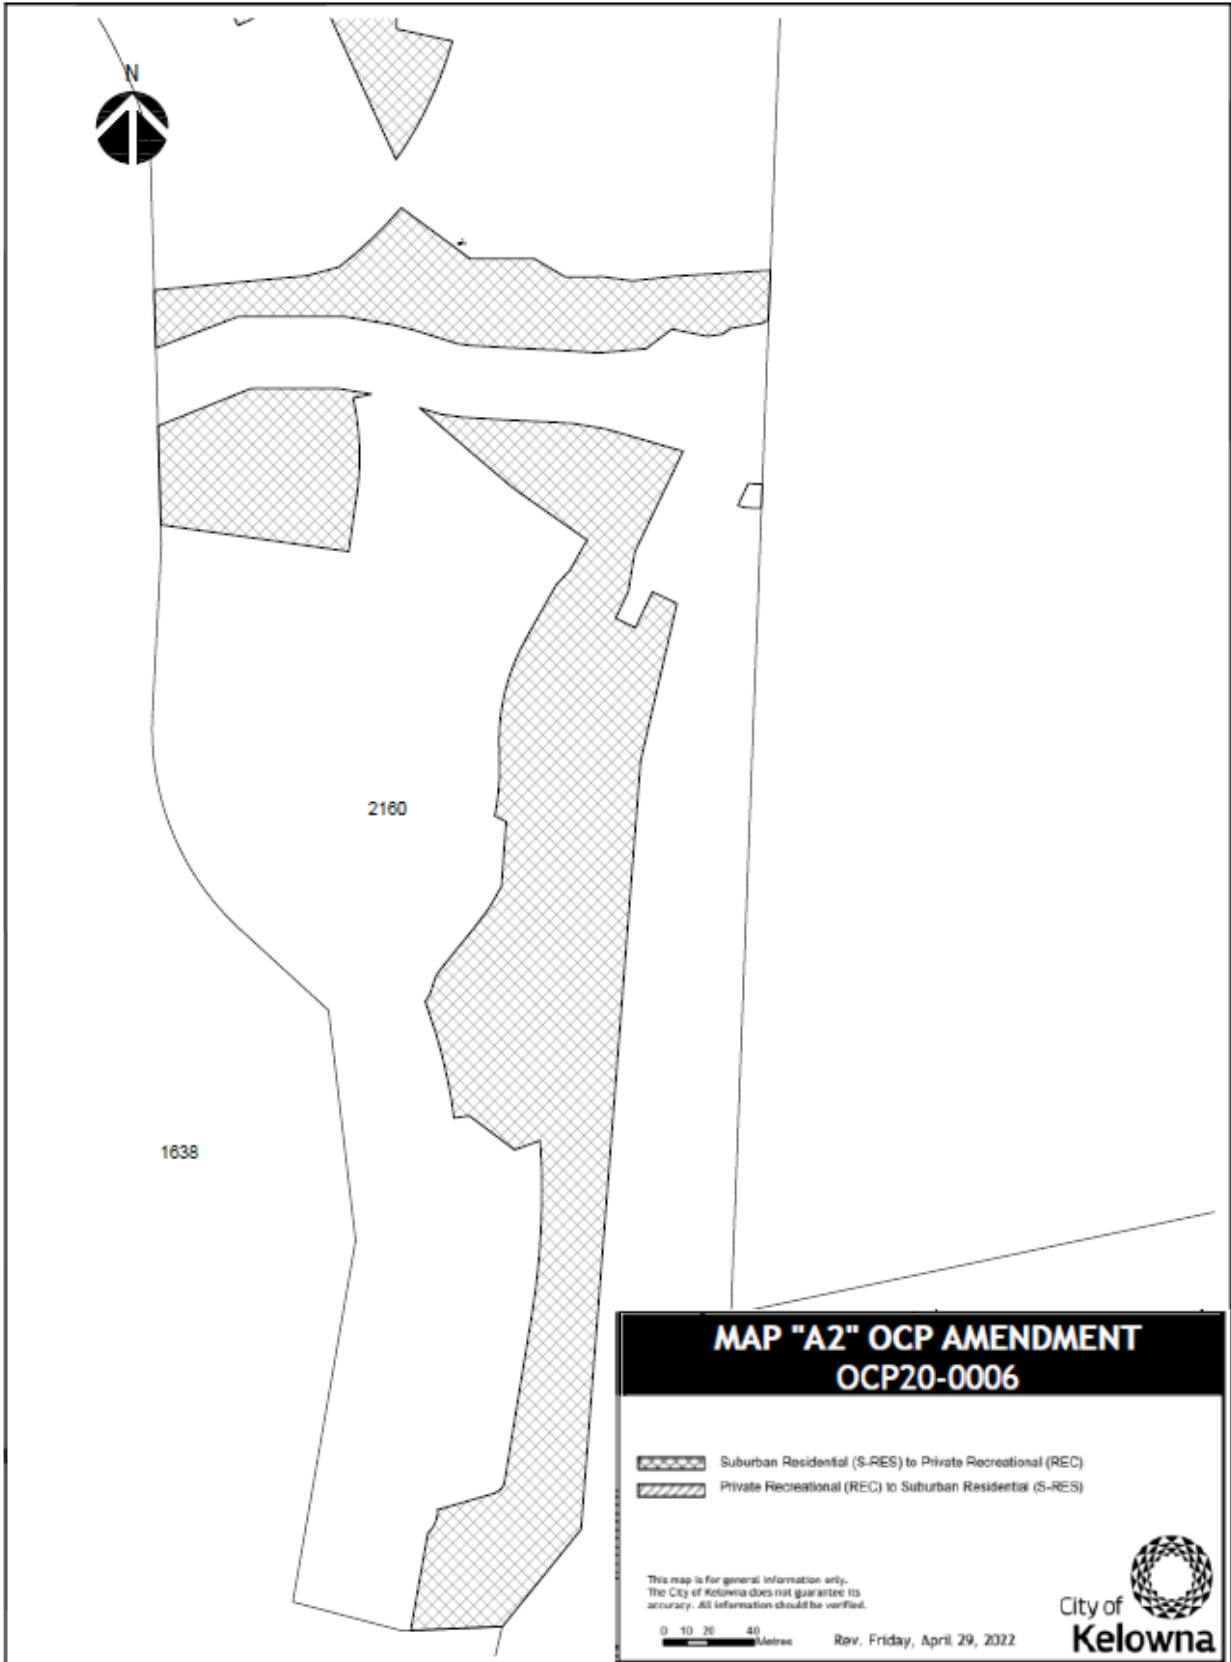 N
2160
1638
MAP "A2" OCP AMENDMENT
OCP20-0006
Suburban Residential (S-RES) to Private Recreational (REC)
Private Recreational (REC) to Suburban Residential (S-RES)
This map is for general information only.
The City of Kelowna does not guarantee its
accuracy. All information should be verified.
0 10 20 40
Metres
Rev. Friday, April 29, 2022
City of
Kelowna